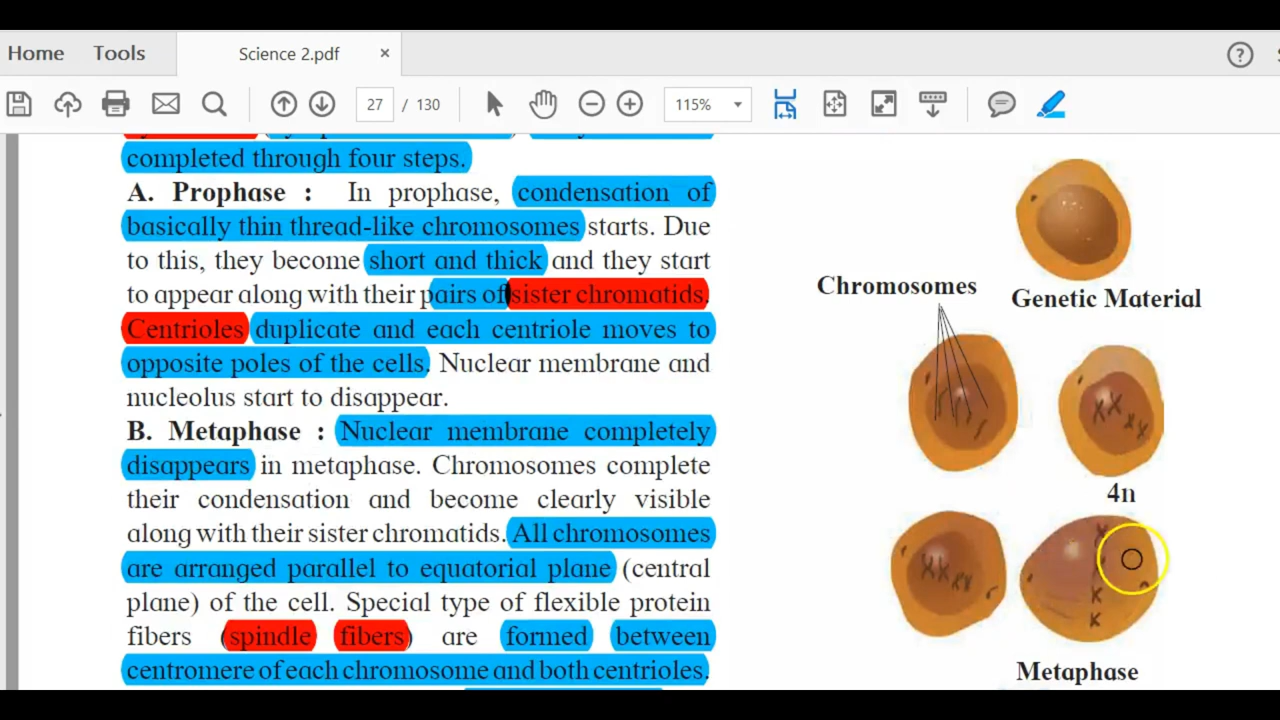 Home Tools Science 2.pdf ×
27 / 130 115%
completed through four steps.
A. Prophase : In prophase, condensation of
basically thin thread-like chromosomes starts. Due
to this, they become short and thick and they start
to appear along with their pairs of sister chromatids.
Centrioles duplicate and each centriole moves to
opposite poles of the cells. Nuclear membrane and
nucleolus start to disappear.
B. Metaphase : Nuclear membrane completely
disappears in metaphase. Chromosomes complete
their condensation and become clearly visible
along with their sister chromatids. All chromosomes
are arranged parallel to equatorial plane (central
plane) of the cell. Special type of flexible protein
fibers (spindle fibers) are formed between
centromere of each chromosome and both centrioles.
Genetic Material
Chromosomes
4n
Metaphase